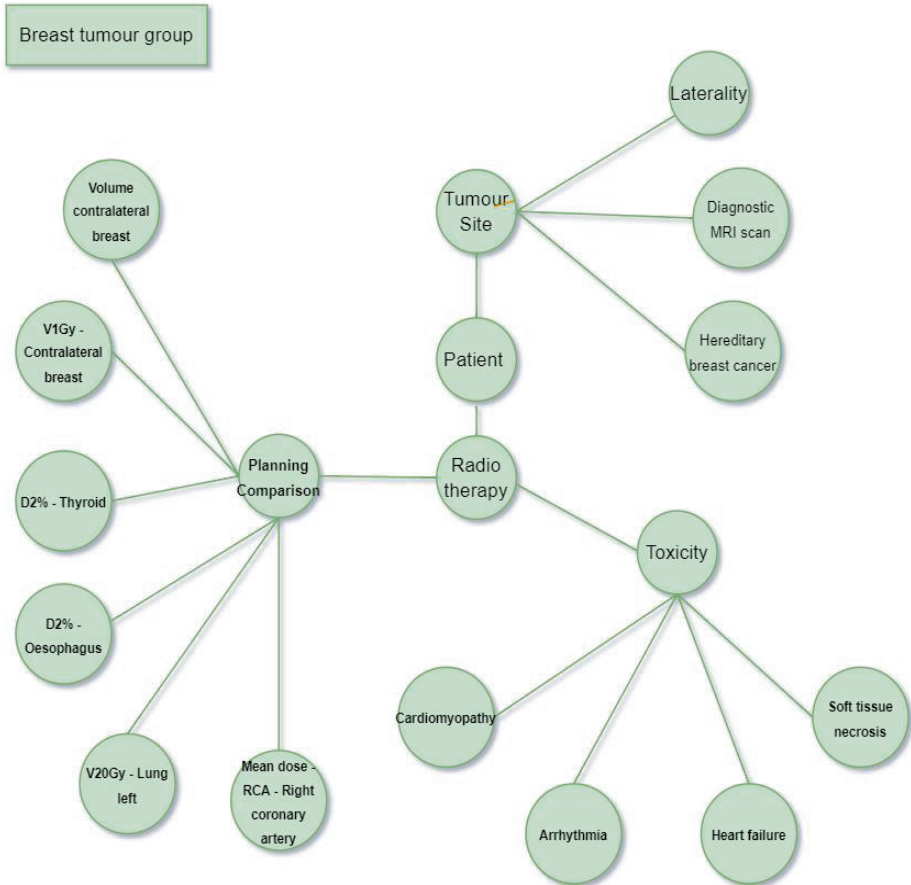 Breast tumour group
Laterality
Volume
contralateral
breast
Tumour
Site
Diagnostic
MRI scan
V1Gy -
Contralateral
breast
Patient
Hereditary
breast cancer
Planning
Comparison
Radio
therapy
D2% - Thyroid
Toxicity
D2% -
Oesophagus
Cardiomyopathy
Soft tissue
necrosis
V20Gy - Lung
left
Mean dose -
RCA - Right
coronary
artery
Arrhythmia
Heart failure